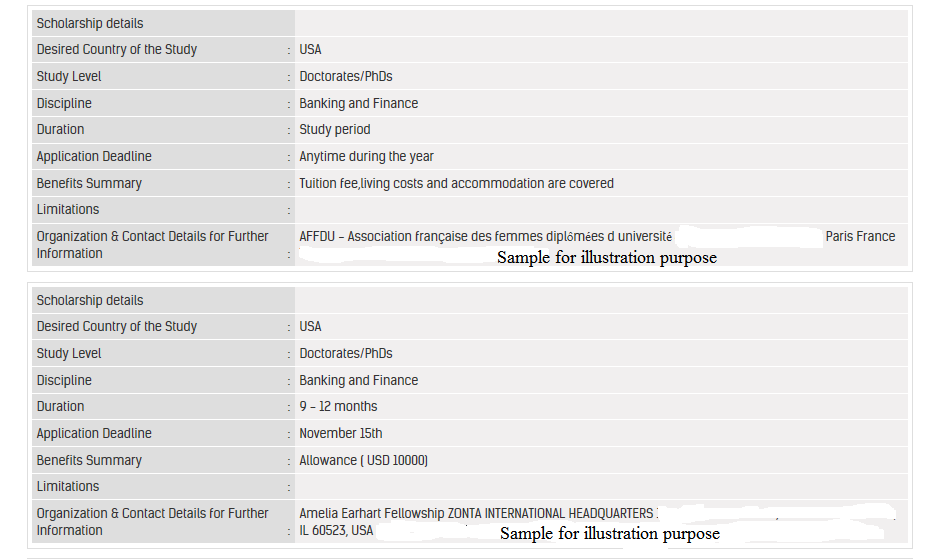 Scholarship details
Desired Country of the Study : USA
Study Level : Doctorates/PhDs
Discipline : Banking and Finance
Duration : Study period
Application Deadline : Anytime during the year
Benefits Summary : Tuition fee,living costs and accommodation are covered
Limitations :
Organization & Contact Details for Further AFFDU – Association française des femmes diplômées d université Paris France
Information : Sample for illustration purpose
Scholarship details
Desired Country of the Study : USA
Study Level : Doctorates/PhDs
Discipline : Banking and Finance
Duration : 9 – 12 months
Application Deadline : November 15th
Benefits Summary : Allowance ( USD 10000)
Limitations :
Organization & Contact Details for Further Amelia Earhart Fellowship ZONTA INTERNATIONAL HEADQUARTERS
Information : IL 60523, USA Sample for illustration purpose